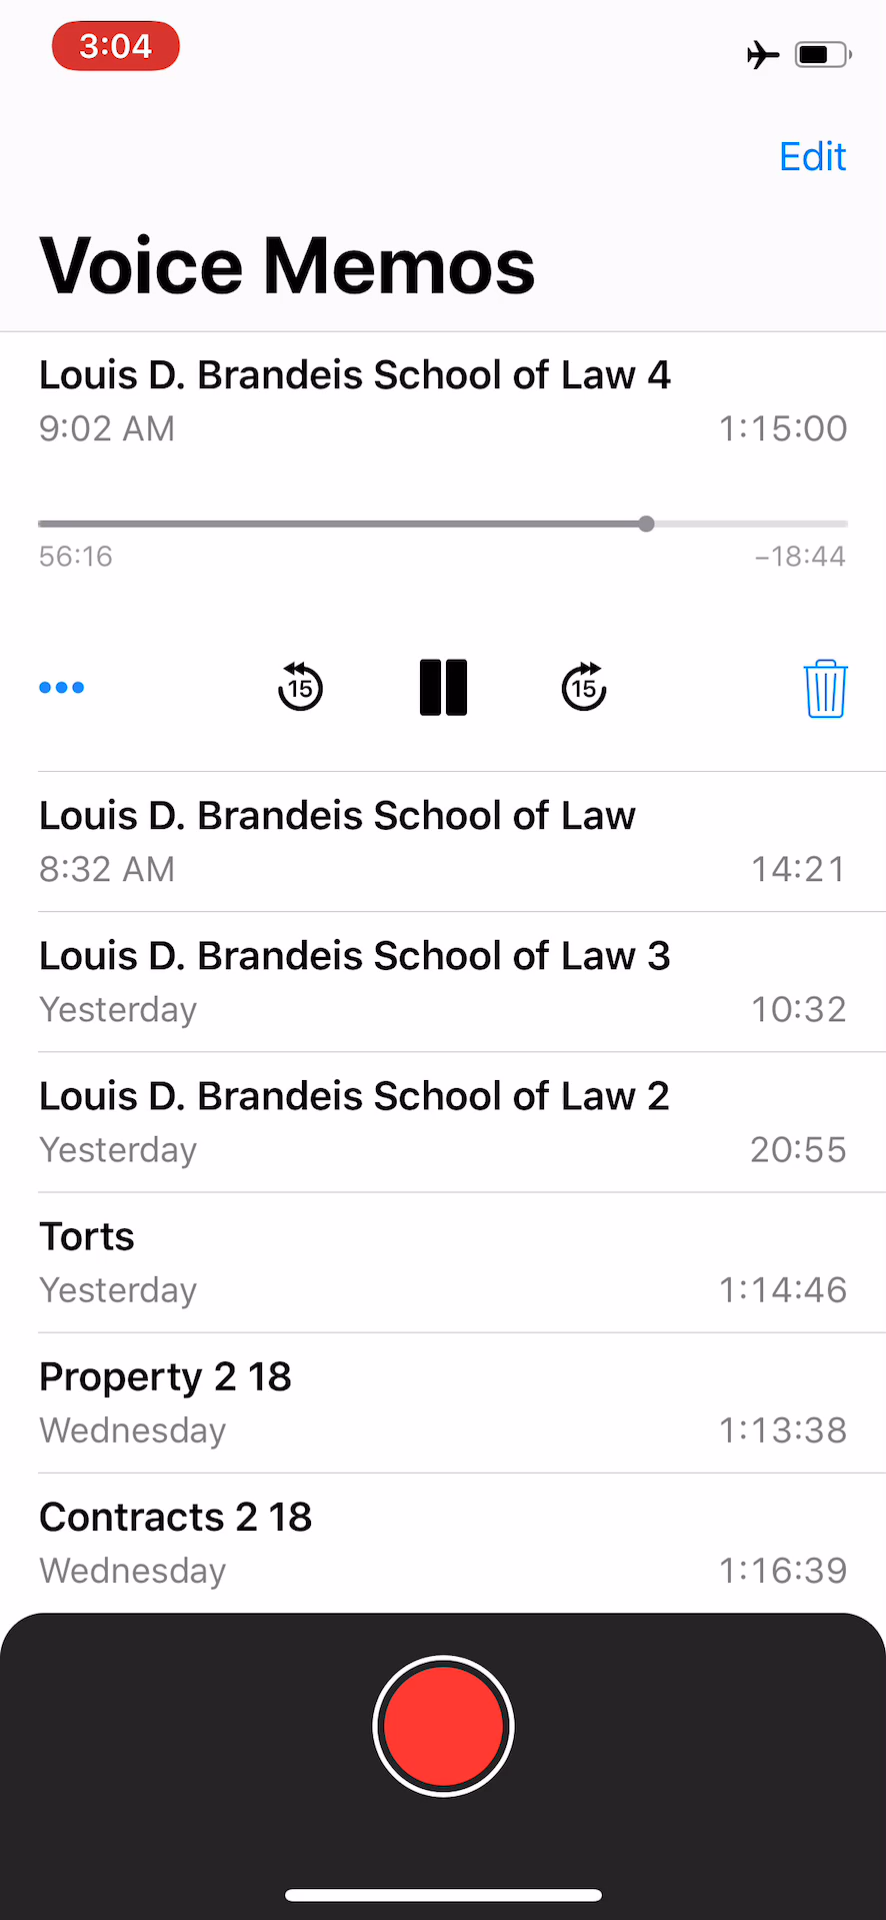 3:04
Edit
Voice Memos
Louis D. Brandeis School of Law 4
9:02 AM 1:15:00
56:16 −18:44
15 15
Louis D. Brandeis School of Law
8:32 AM 14:21
Louis D. Brandeis School of Law 3
Yesterday 10:32
Louis D. Brandeis School of Law 2
Yesterday 20:55
Torts
Yesterday 1:14:46
Property 2 18
Wednesday 1:13:38
Contracts 2 18
Wednesday 1:16:39